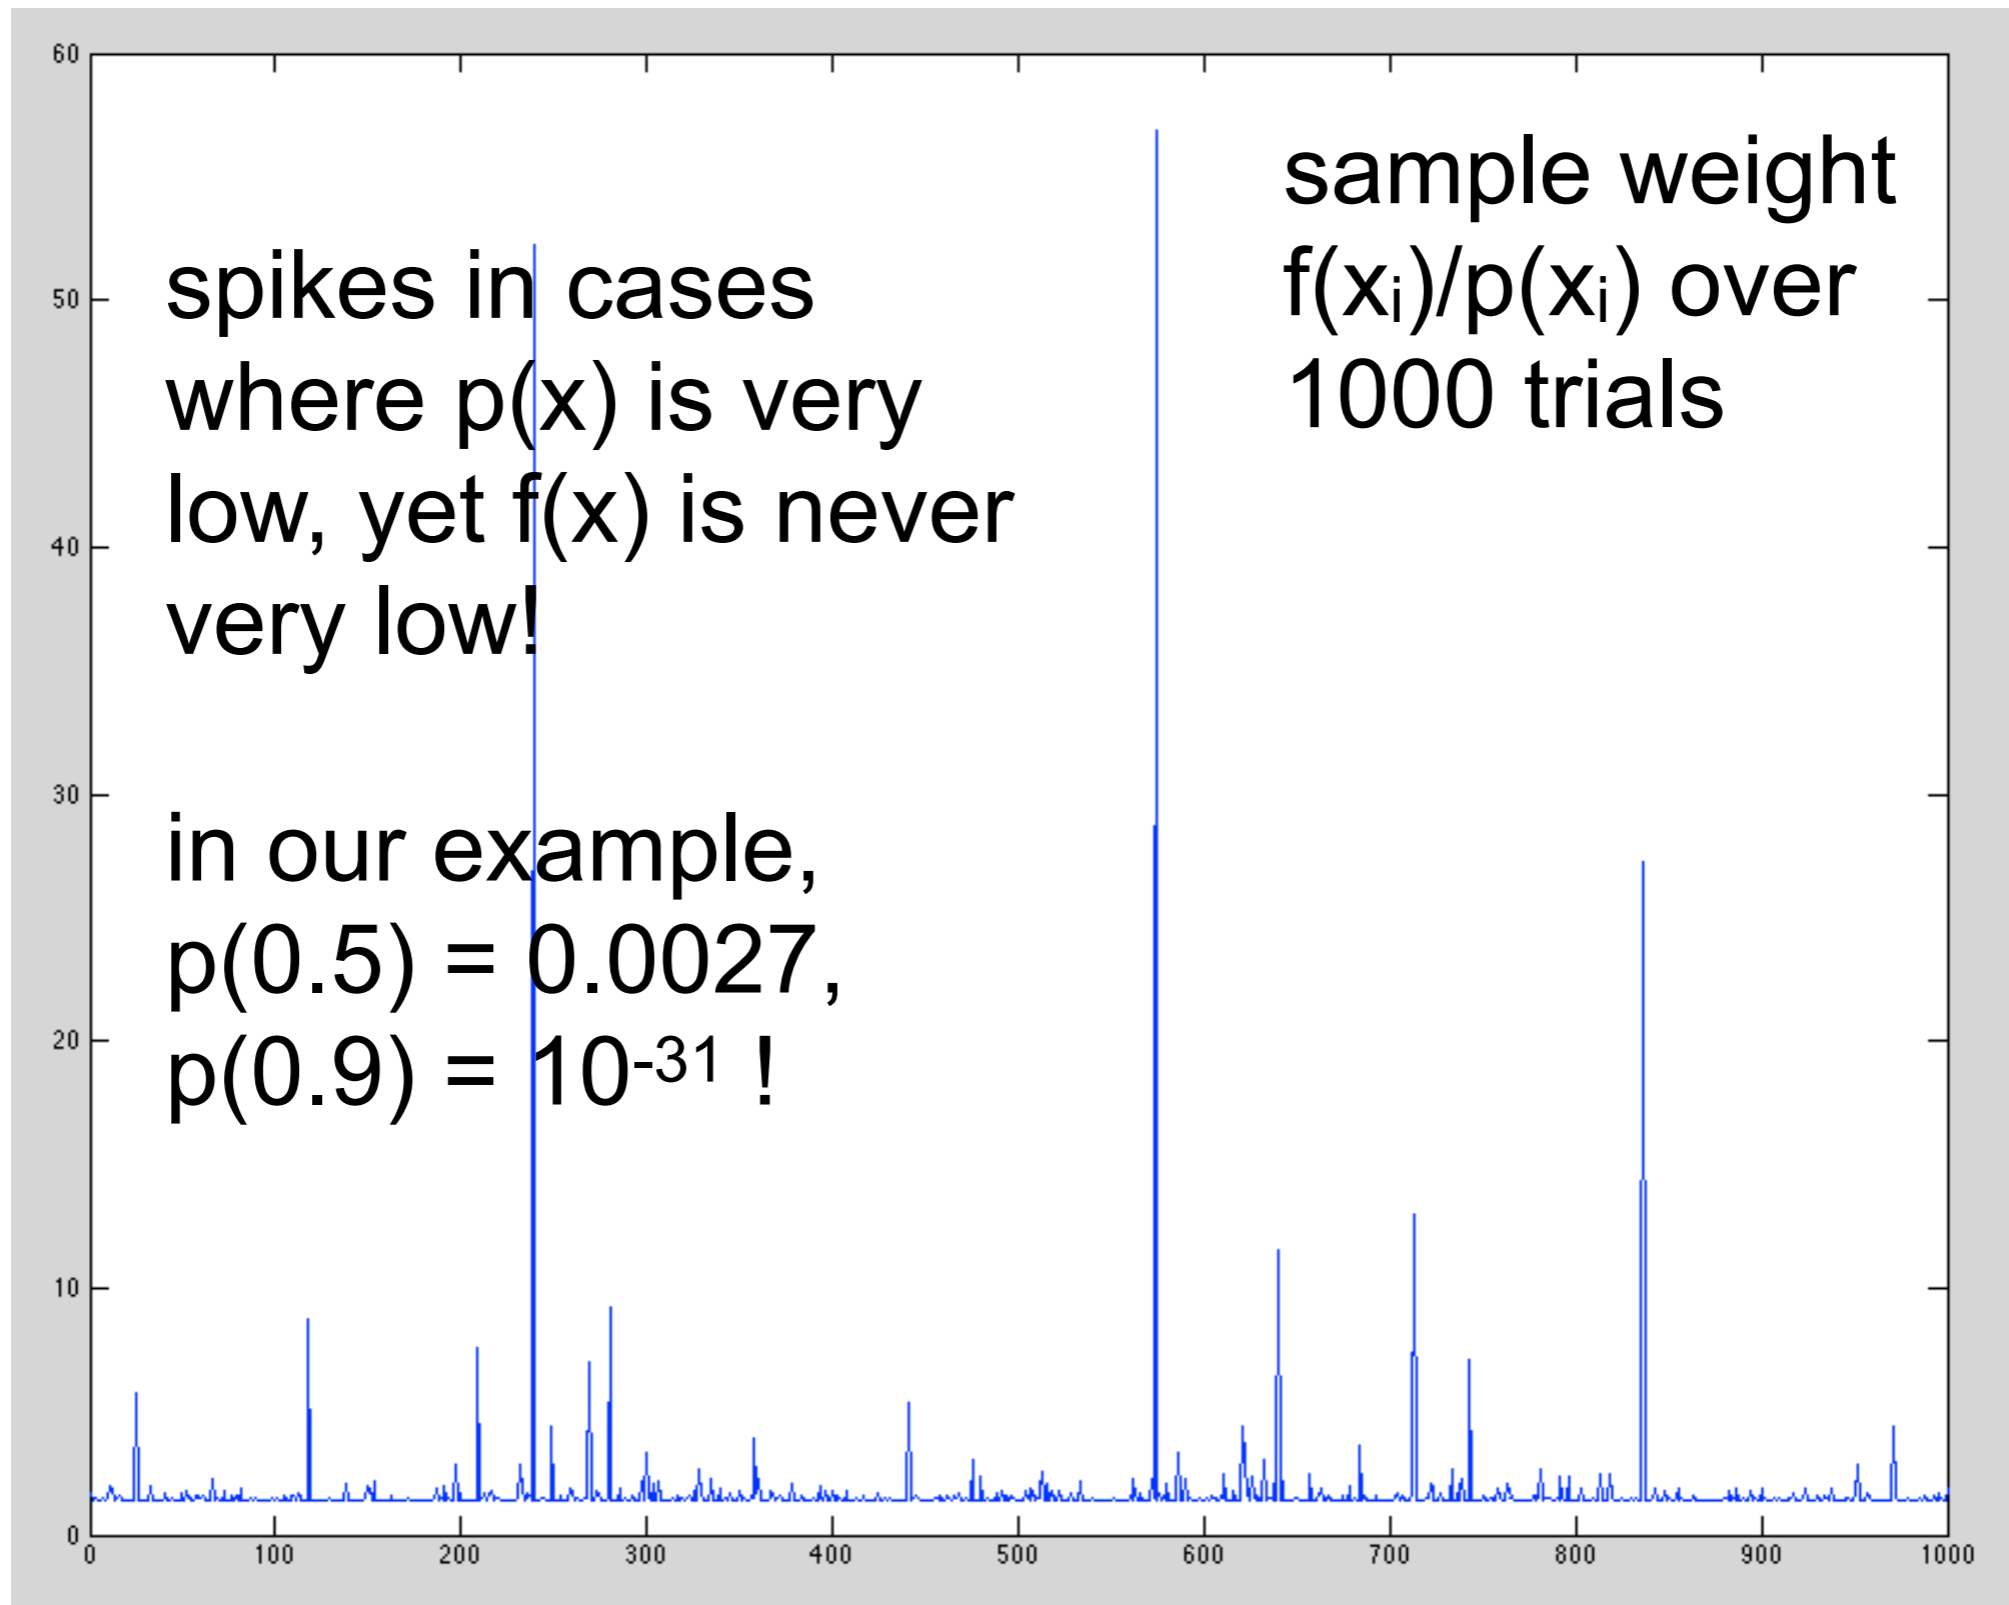 60
50
40
30
20
10
0
0 100 200 300 400 500 600 700 800 900 1000
spikes in cases
where p(x) is very
low, yet f(x) is never
very low!
in our example,
p(0.5) = 0.0027,
p(0.9) = 10⁻³¹ !
sample weight
f(xᵢ)/p(xᵢ) over
1000 trials